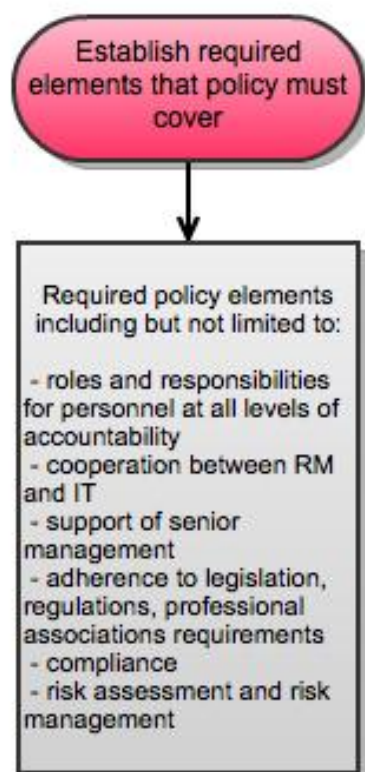 Establish required
elements that policy must
cover
Required policy elements
including but not limited to:
- roles and responsibilities
for personnel at all levels of
accountability
- cooperation between RM
and IT
- support of senior
management
- adherence to legislation,
regulations, professional
associations requirements
- compliance
- risk assessment and risk
management